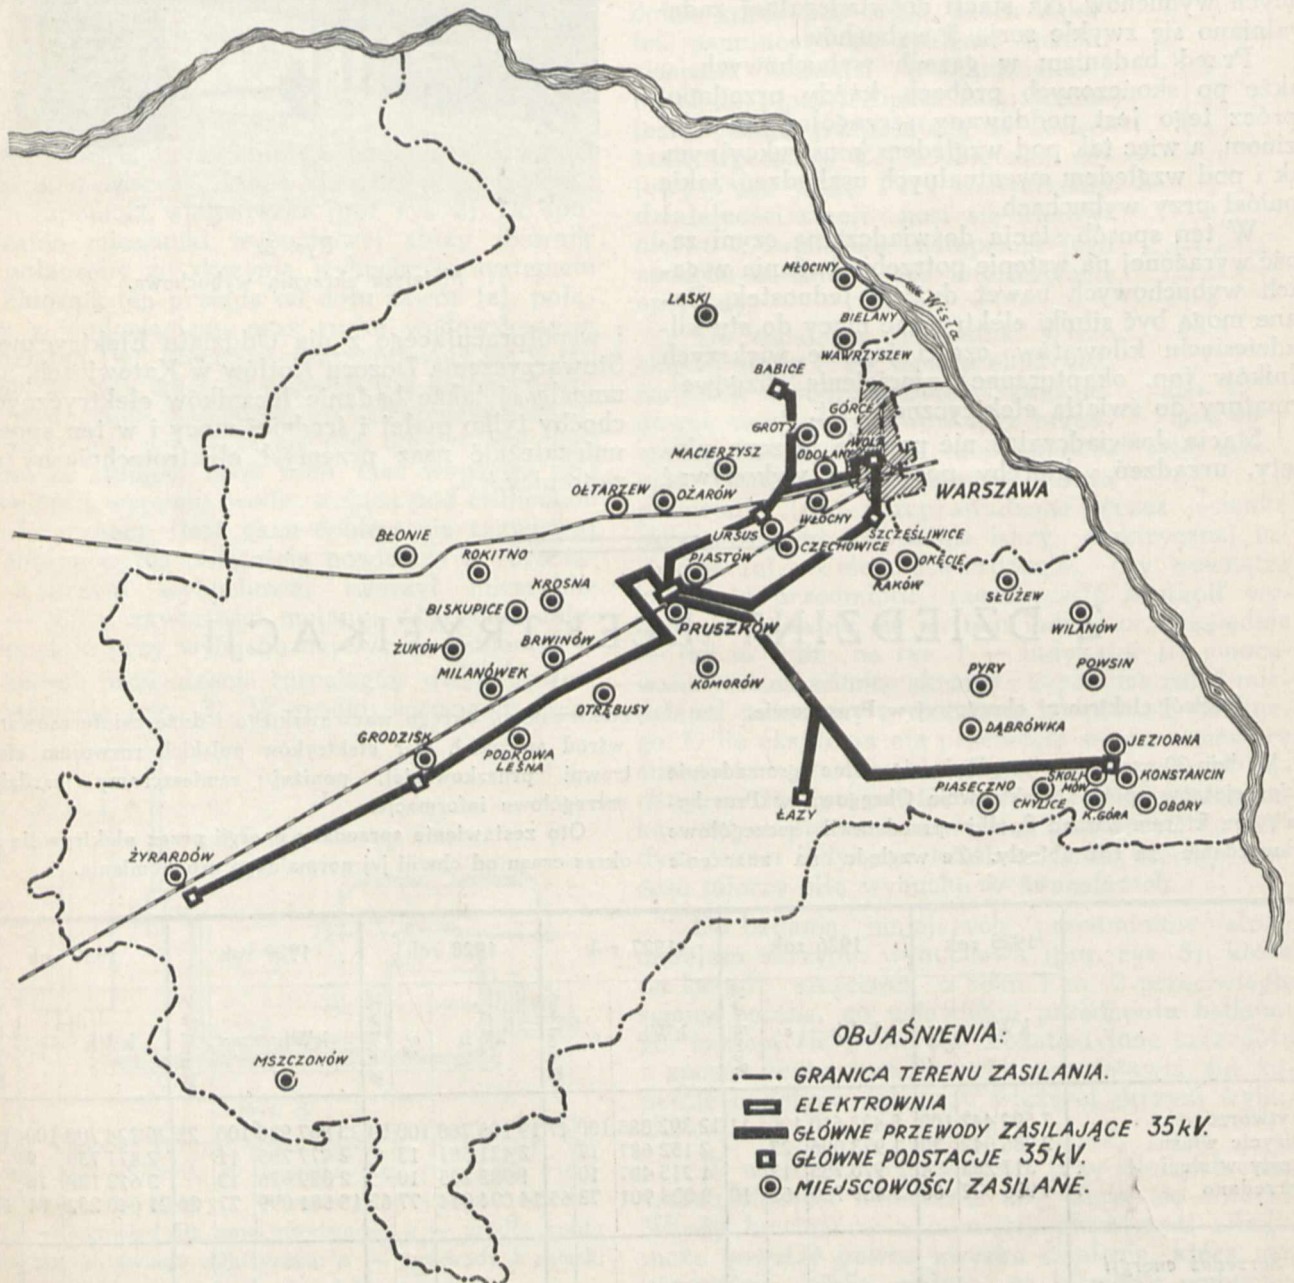 MŁOCINY
LASKI
BIELANY
rz. Wisła
WAWRZYSZEW
BABICE
GÓRCE
GROTY
WOLA
MACIERZYSZ
ODOLANY
WARSZAWA
OŁTARZEW
OŻARÓW
WŁOCHY
BŁONIE
URSUS
SZCZĘŚLIWICE
ROKITNO
PIASTÓW
CZECHOWICE
OKĘCIE
KROSNA
RAKÓW
SŁUŻEW
BISKUPICE
PRUSZKÓW
WILANÓW
ŻUKÓW
BRWINÓW
MILANÓWEK
KOMORÓW
PYRY
POWSIN
OTRĘBUSY
GRODZISK
DĄBRÓWKA
PODKOWA
LEŚNA
JEZIORNA
PIASECZNO
SKOLI-
MÓW
KONSTANCIN
CHYLICE
ŁAZY
K.GÓRA
OBORY
ŻYRARDÓW
MSZCZONÓW
OBJAŚNIENIA:
GRANICA TERENU ZASILANIA.
ELEKTROWNIA
GŁÓWNE PRZEWODY ZASILAJĄCE 35 kV.
GŁÓWNE PODSTACJE 35 kV.
MIEJSCOWOŚCI ZASILANE.